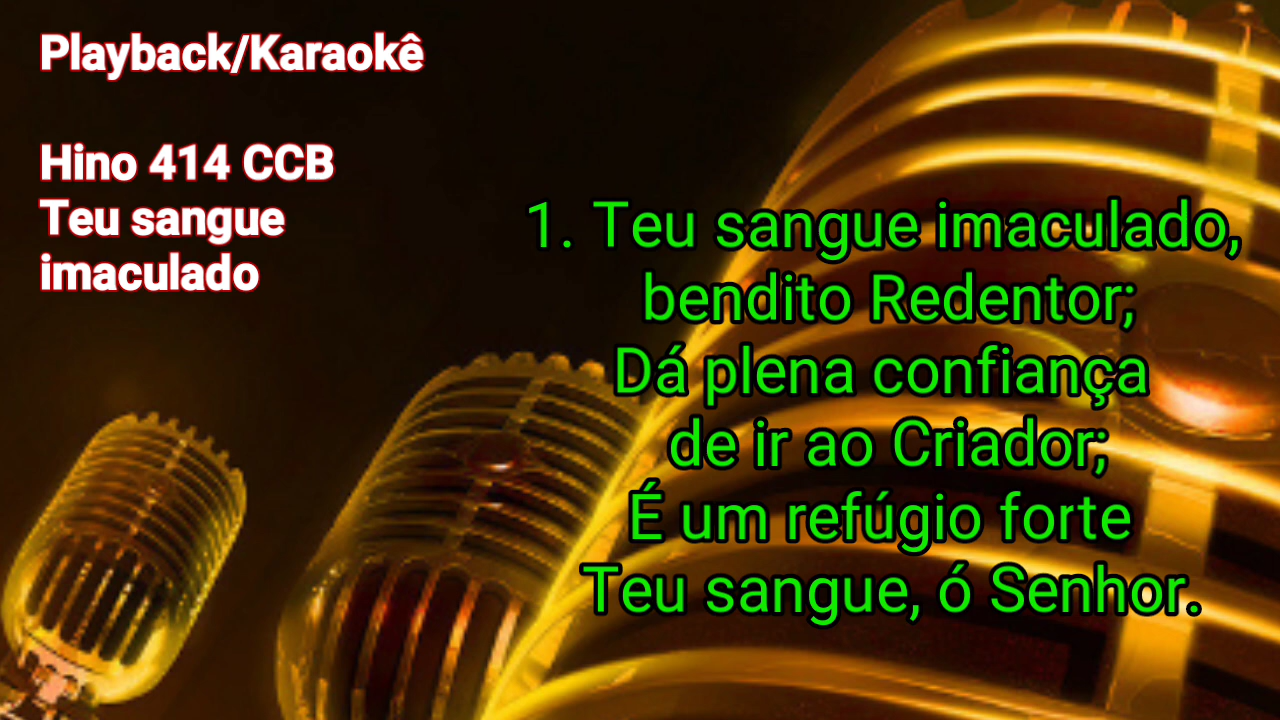 Playback/Karaokê
Hino 414 CCB
Teu sangue
imaculado
1. Teu sangue imaculado,
bendito Redentor;
Dá plena confiança
de ir ao Criador;
É um refúgio forte
Teu sangue, ó Senhor.